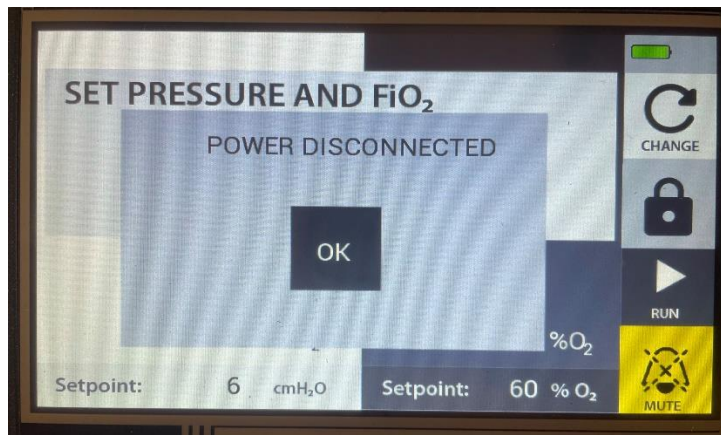 SET PRESSURE AND FiO₂
POWER DISCONNECTED
OK
%O₂
Setpoint: 6 cmH₂O
Setpoint: 60 % O₂
CHANGE
RUN
MUTE